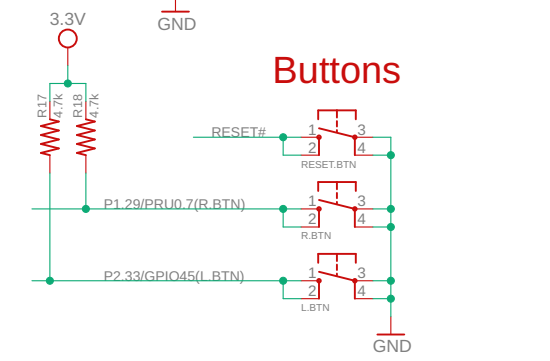 3.3V
GND
R17
4.7k
R18
4.7k
Buttons
RESET#
1
2
3
4
RESET.BTN
P1.29/PRU0.7(R.BTN)
1
2
3
4
R.BTN
P2.33/GPIO45(L.BTN)
1
2
3
4
L.BTN
GND